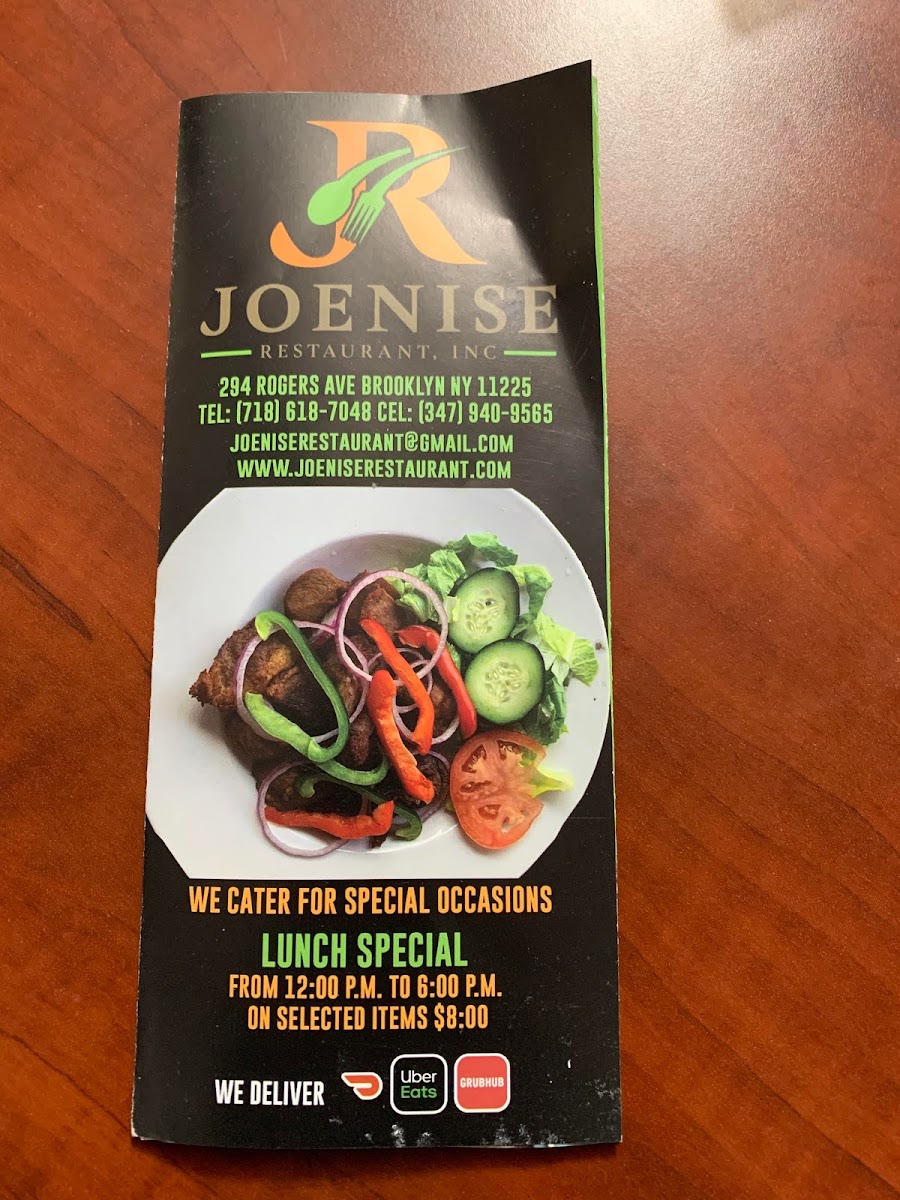 JR
JOENISE
RESTAURANT, INC
294 ROGERS AVE BROOKLYN NY 11225
TEL: (718) 618-7048 CEL: (347) 940-9565
JOENISERESTAURANT@GMAIL.COM
WWW.JOENISERESTAURANT.COM
WE CATER FOR SPECIAL OCCASIONS
LUNCH SPECIAL
FROM 12:00 P.M. TO 6:00 P.M.
ON SELECTED ITEMS $8:00
WE DELIVER
Uber
Eats
GRUBHUB